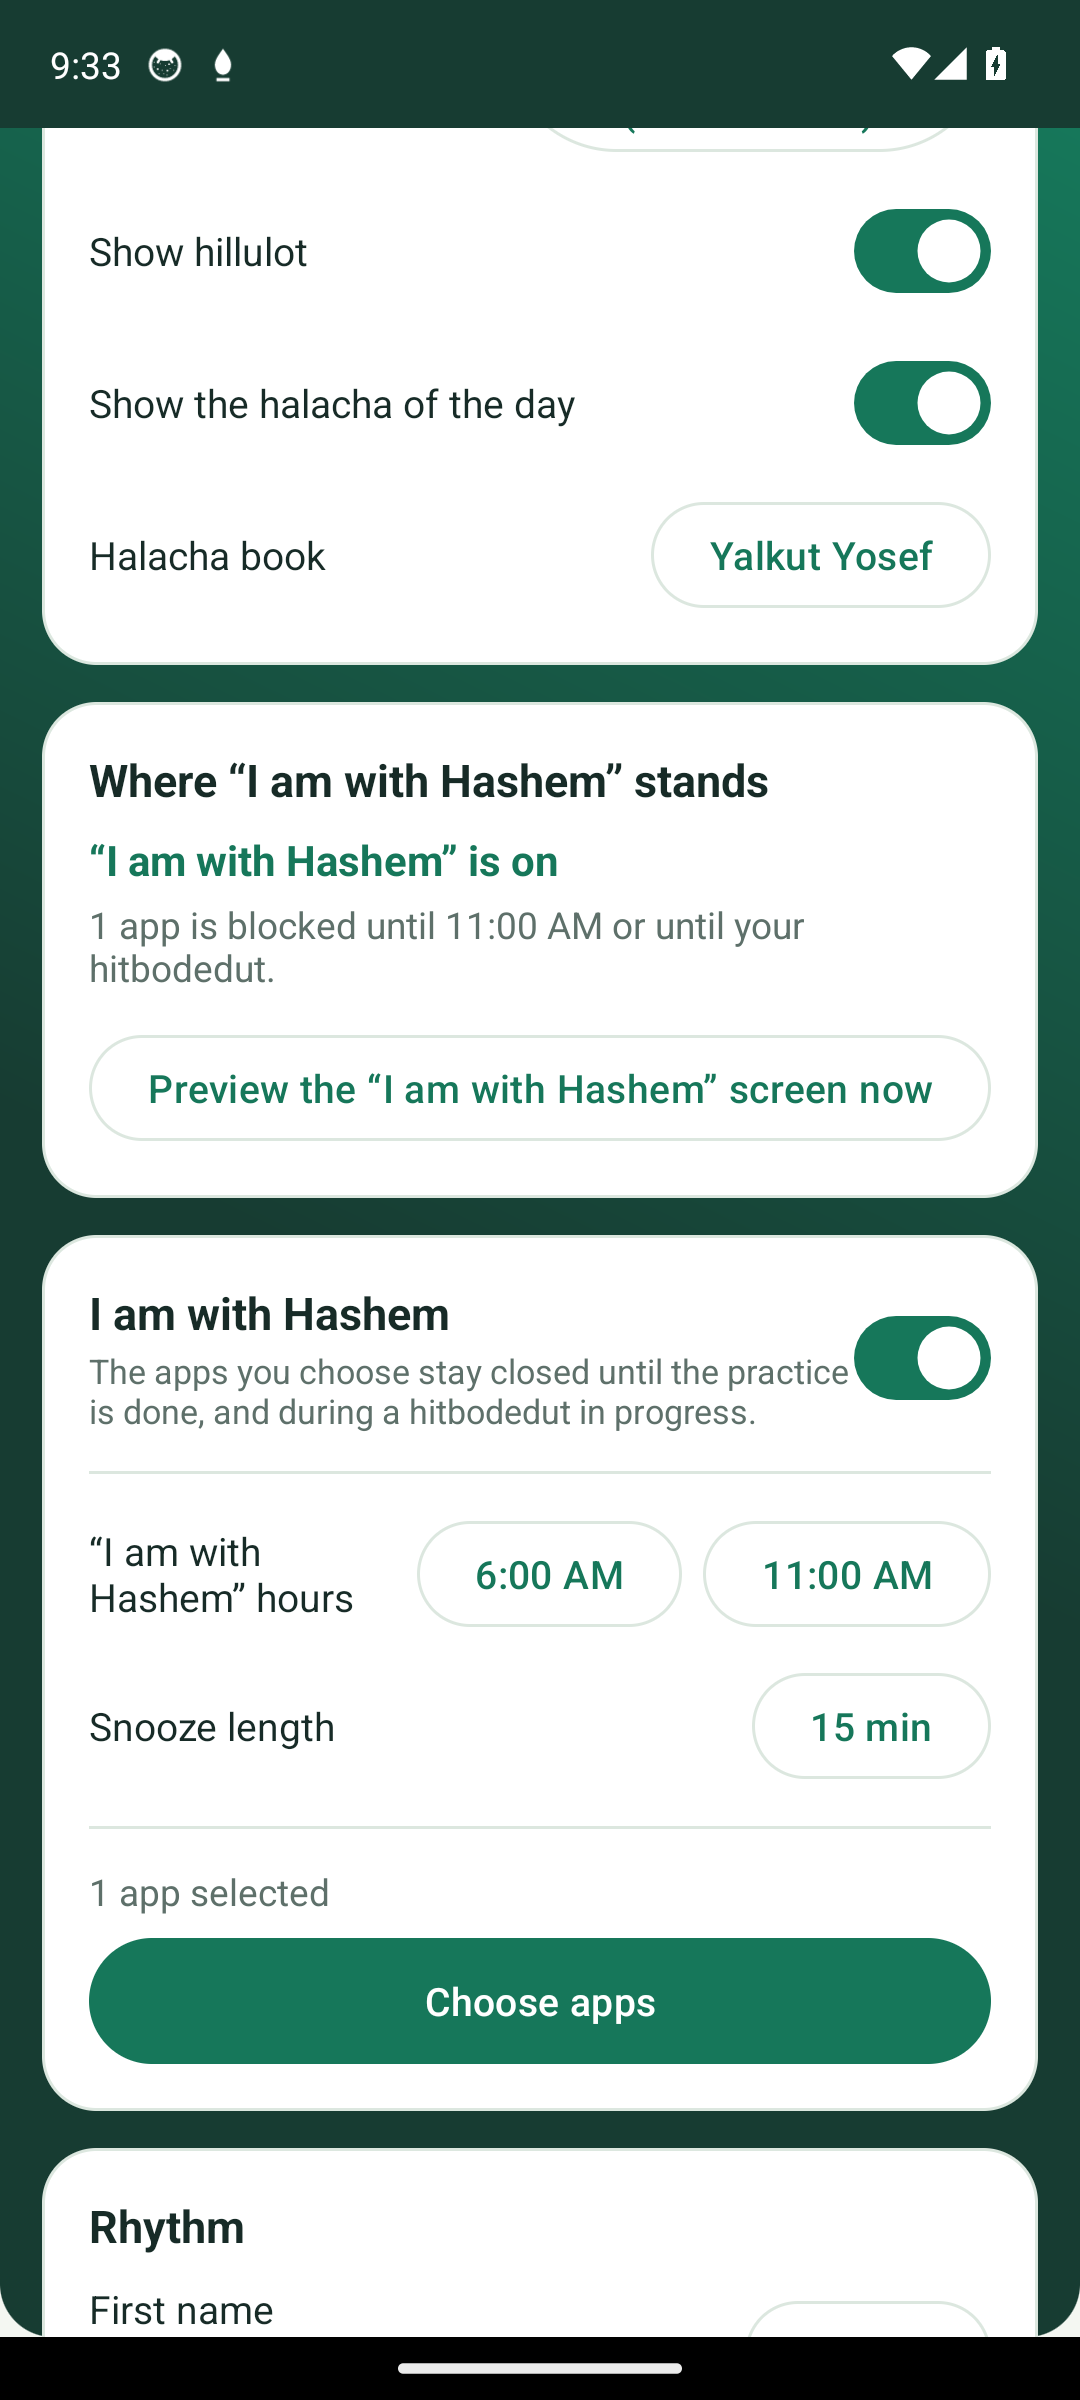 9:33
Show hillulot
Show the halacha of the day
Halacha book
Yalkut Yosef
Where “I am with Hashem” stands
“I am with Hashem” is on
1 app is blocked until 11:00 AM or until your
hitbodedut.
Preview the “I am with Hashem” screen now
I am with Hashem
The apps you choose stay closed until the practice
is done, and during a hitbodedut in progress.
“I am with
Hashem” hours
6:00 AM
11:00 AM
Snooze length
15 min
1 app selected
Choose apps
Rhythm
First name